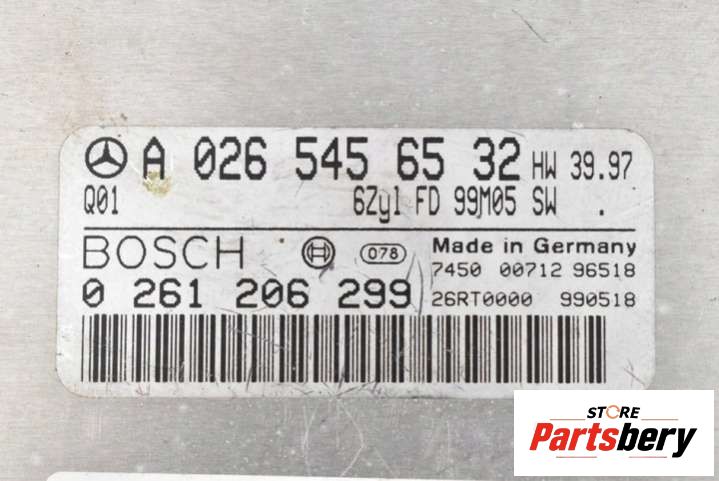 A 026 545 65 32 HW 39.97
Q01 6Zyl FD 99M05 SW .
BOSCH 078 Made in Germany
7450 00712 96518
0 261 206 299 26RT0000 990518
STORE
Partsbery